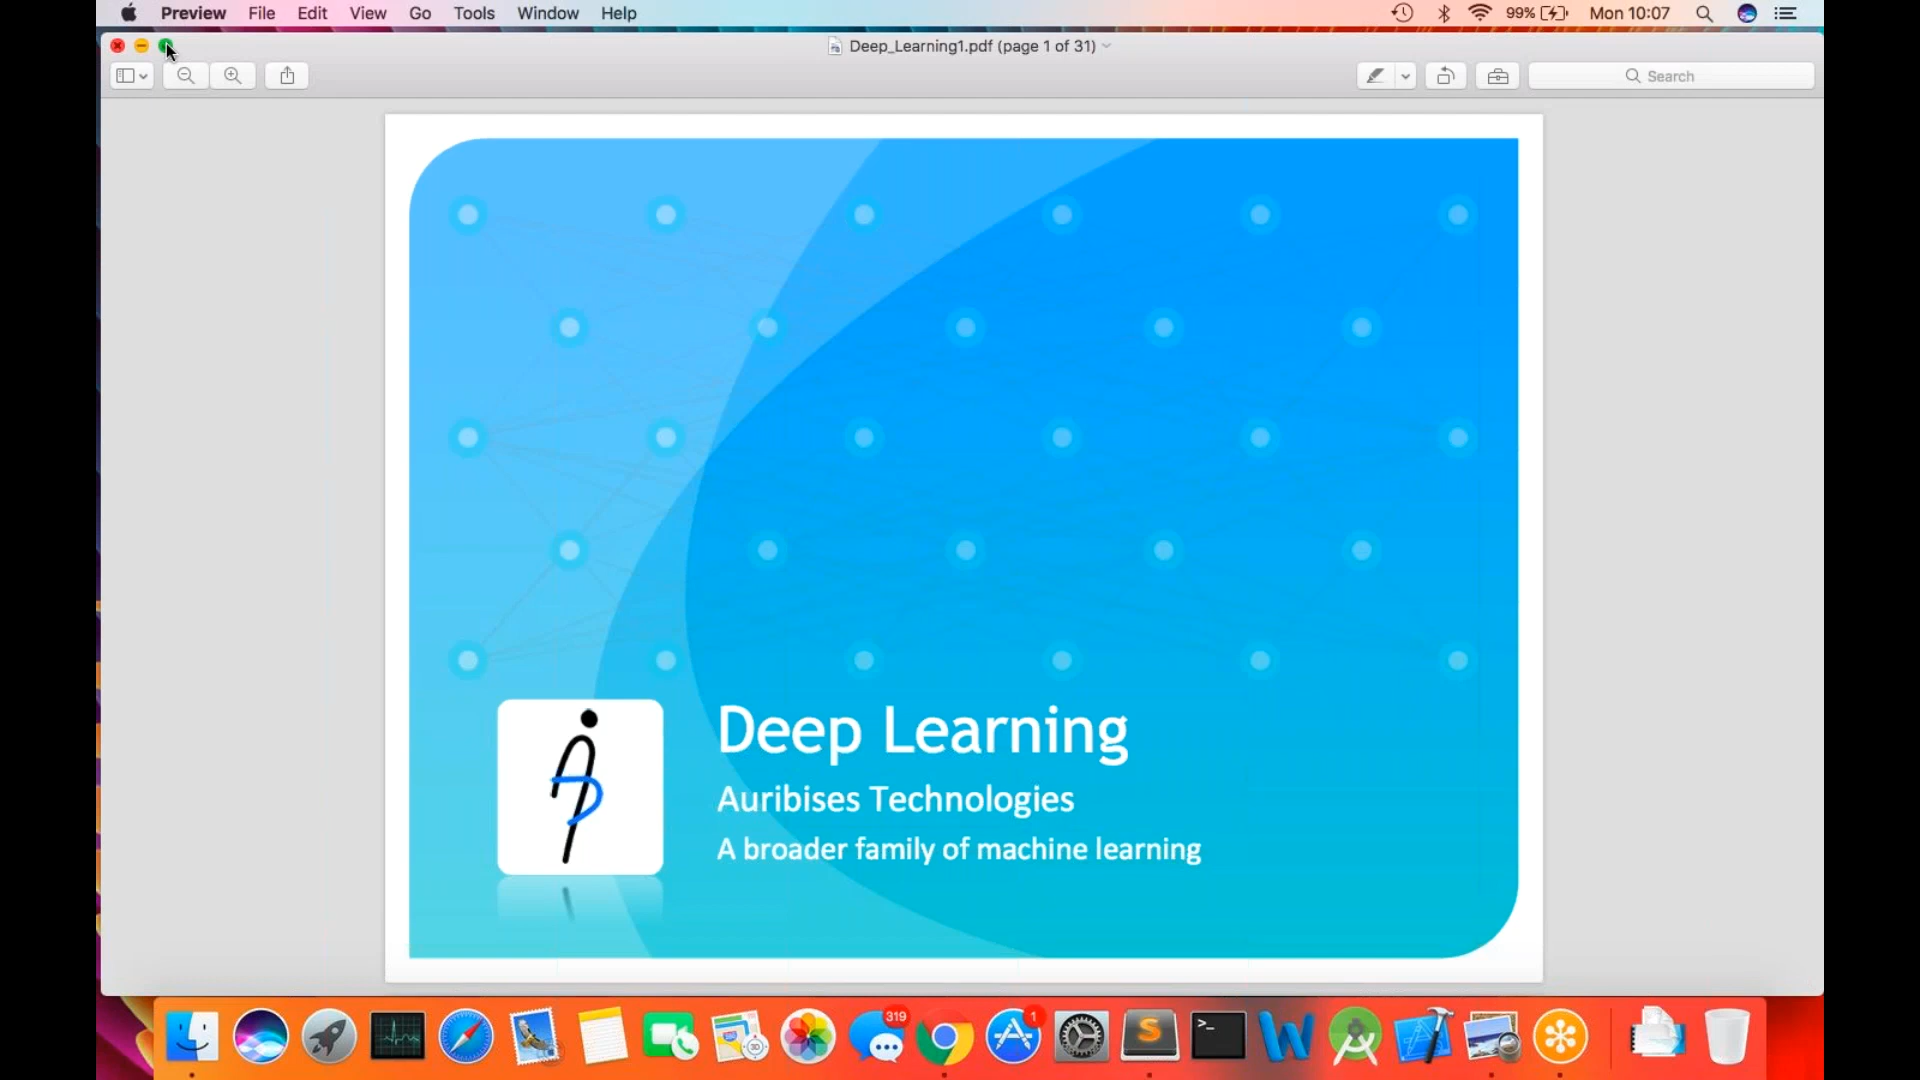 Preview File Edit View Go Tools Window Help 99% Mon 10:07
Deep_Learning1.pdf (page 1 of 31)
Search
Deep Learning
Auribises Technologies
A broader family of machine learning
319
1
3D
S
>_
W